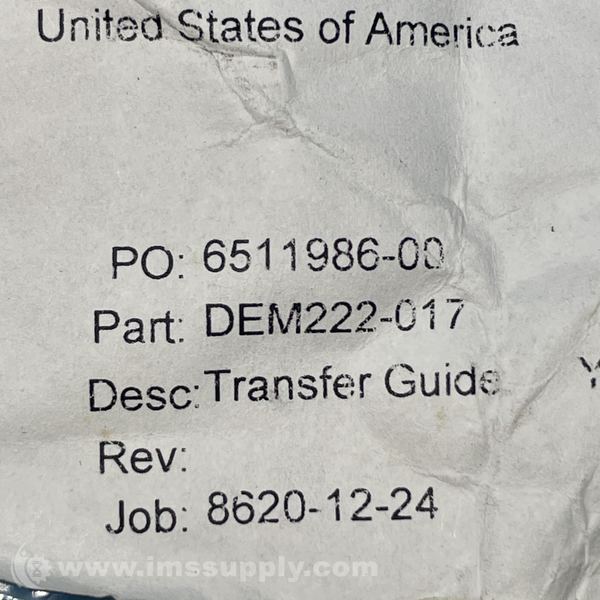 United States of America
PO: 6511986-00
Part: DEM222-017
Desc: Transfer Guide
Rev:
Job: 8620-12-24
www.imssupply.com